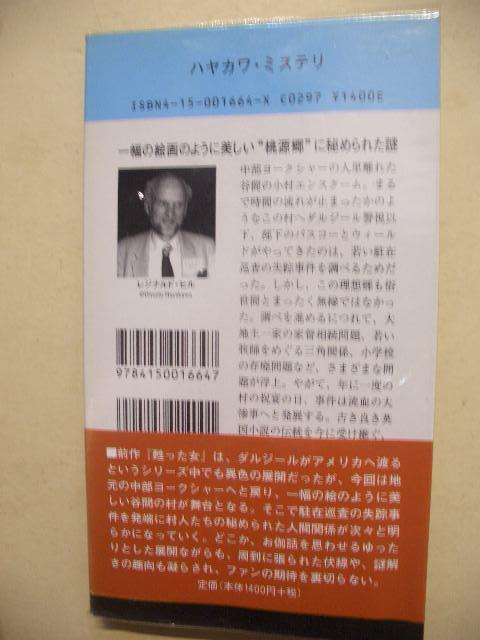 ハヤカワ・ミステリ
ISBN4-15-001664-X C0297 ¥1400E
一幅の絵画のように美しい“桃源郷”に秘められた謎
中部ヨークシャーの人里離れた
谷間の小村エンスクーム。まる
で時間の流れが止まったかのよ
うなこの村へダルジール警視以
下、部下のパスコーとウィール
ドがやってきたのは、若い駐在
巡査の失踪事件を調べるためだ
った。しかし、この理想郷も俗
世間とまったく無縁ではなかっ
た。調べを進めるにつれて、大
地主一家の家督相続問題、若い
牧師をめぐる三角関係、小学校
の存廃問題など、さまざまな問
題が浮上。やがて、年に一度の
村の祝宴の日、事件は流血の大
惨事へと発展する。古き良き英
国小説の伝統を今に受け継ぐ、
レジナルド・ヒル
9784150016647
■前作『甦った女』は、ダルジールがアメリカへ渡る
というシリーズ中でも異色の展開だったが、今回は地
元の中部ヨークシャーへと戻り、一幅の絵のように美
しい谷間の村が舞台となる。そこで駐在巡査の失踪事
件を発端に村人たちの秘められた人間関係が次々と明
らかになっていく。どこか、お伽話を思わせるゆった
りとした展開ながらも、周到に張られた伏線や、謎解
きの趣向も凝らされ、ファンの期待を裏切らない。
定価(本体1400円+税)